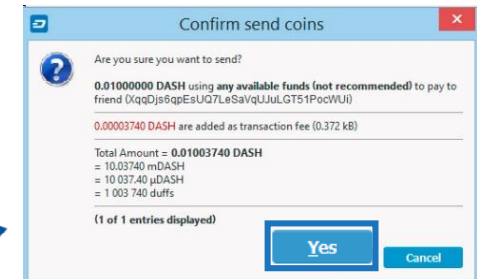 Confirm send coins
Are you sure you want to send?
0.01000000 DASH using any available funds (not recommended) to pay to
friend (XqqDjs6qpEsUQ7LeSaVqUJuLGT51PocWUi)
0.00003740 DASH are added as transaction fee (0.372 kB)
Total Amount = 0.01003740 DASH
= 10.03740 mDASH
= 10 037.40 μDASH
= 1 003 740 duffs
(1 of 1 entries displayed)
Yes
Cancel